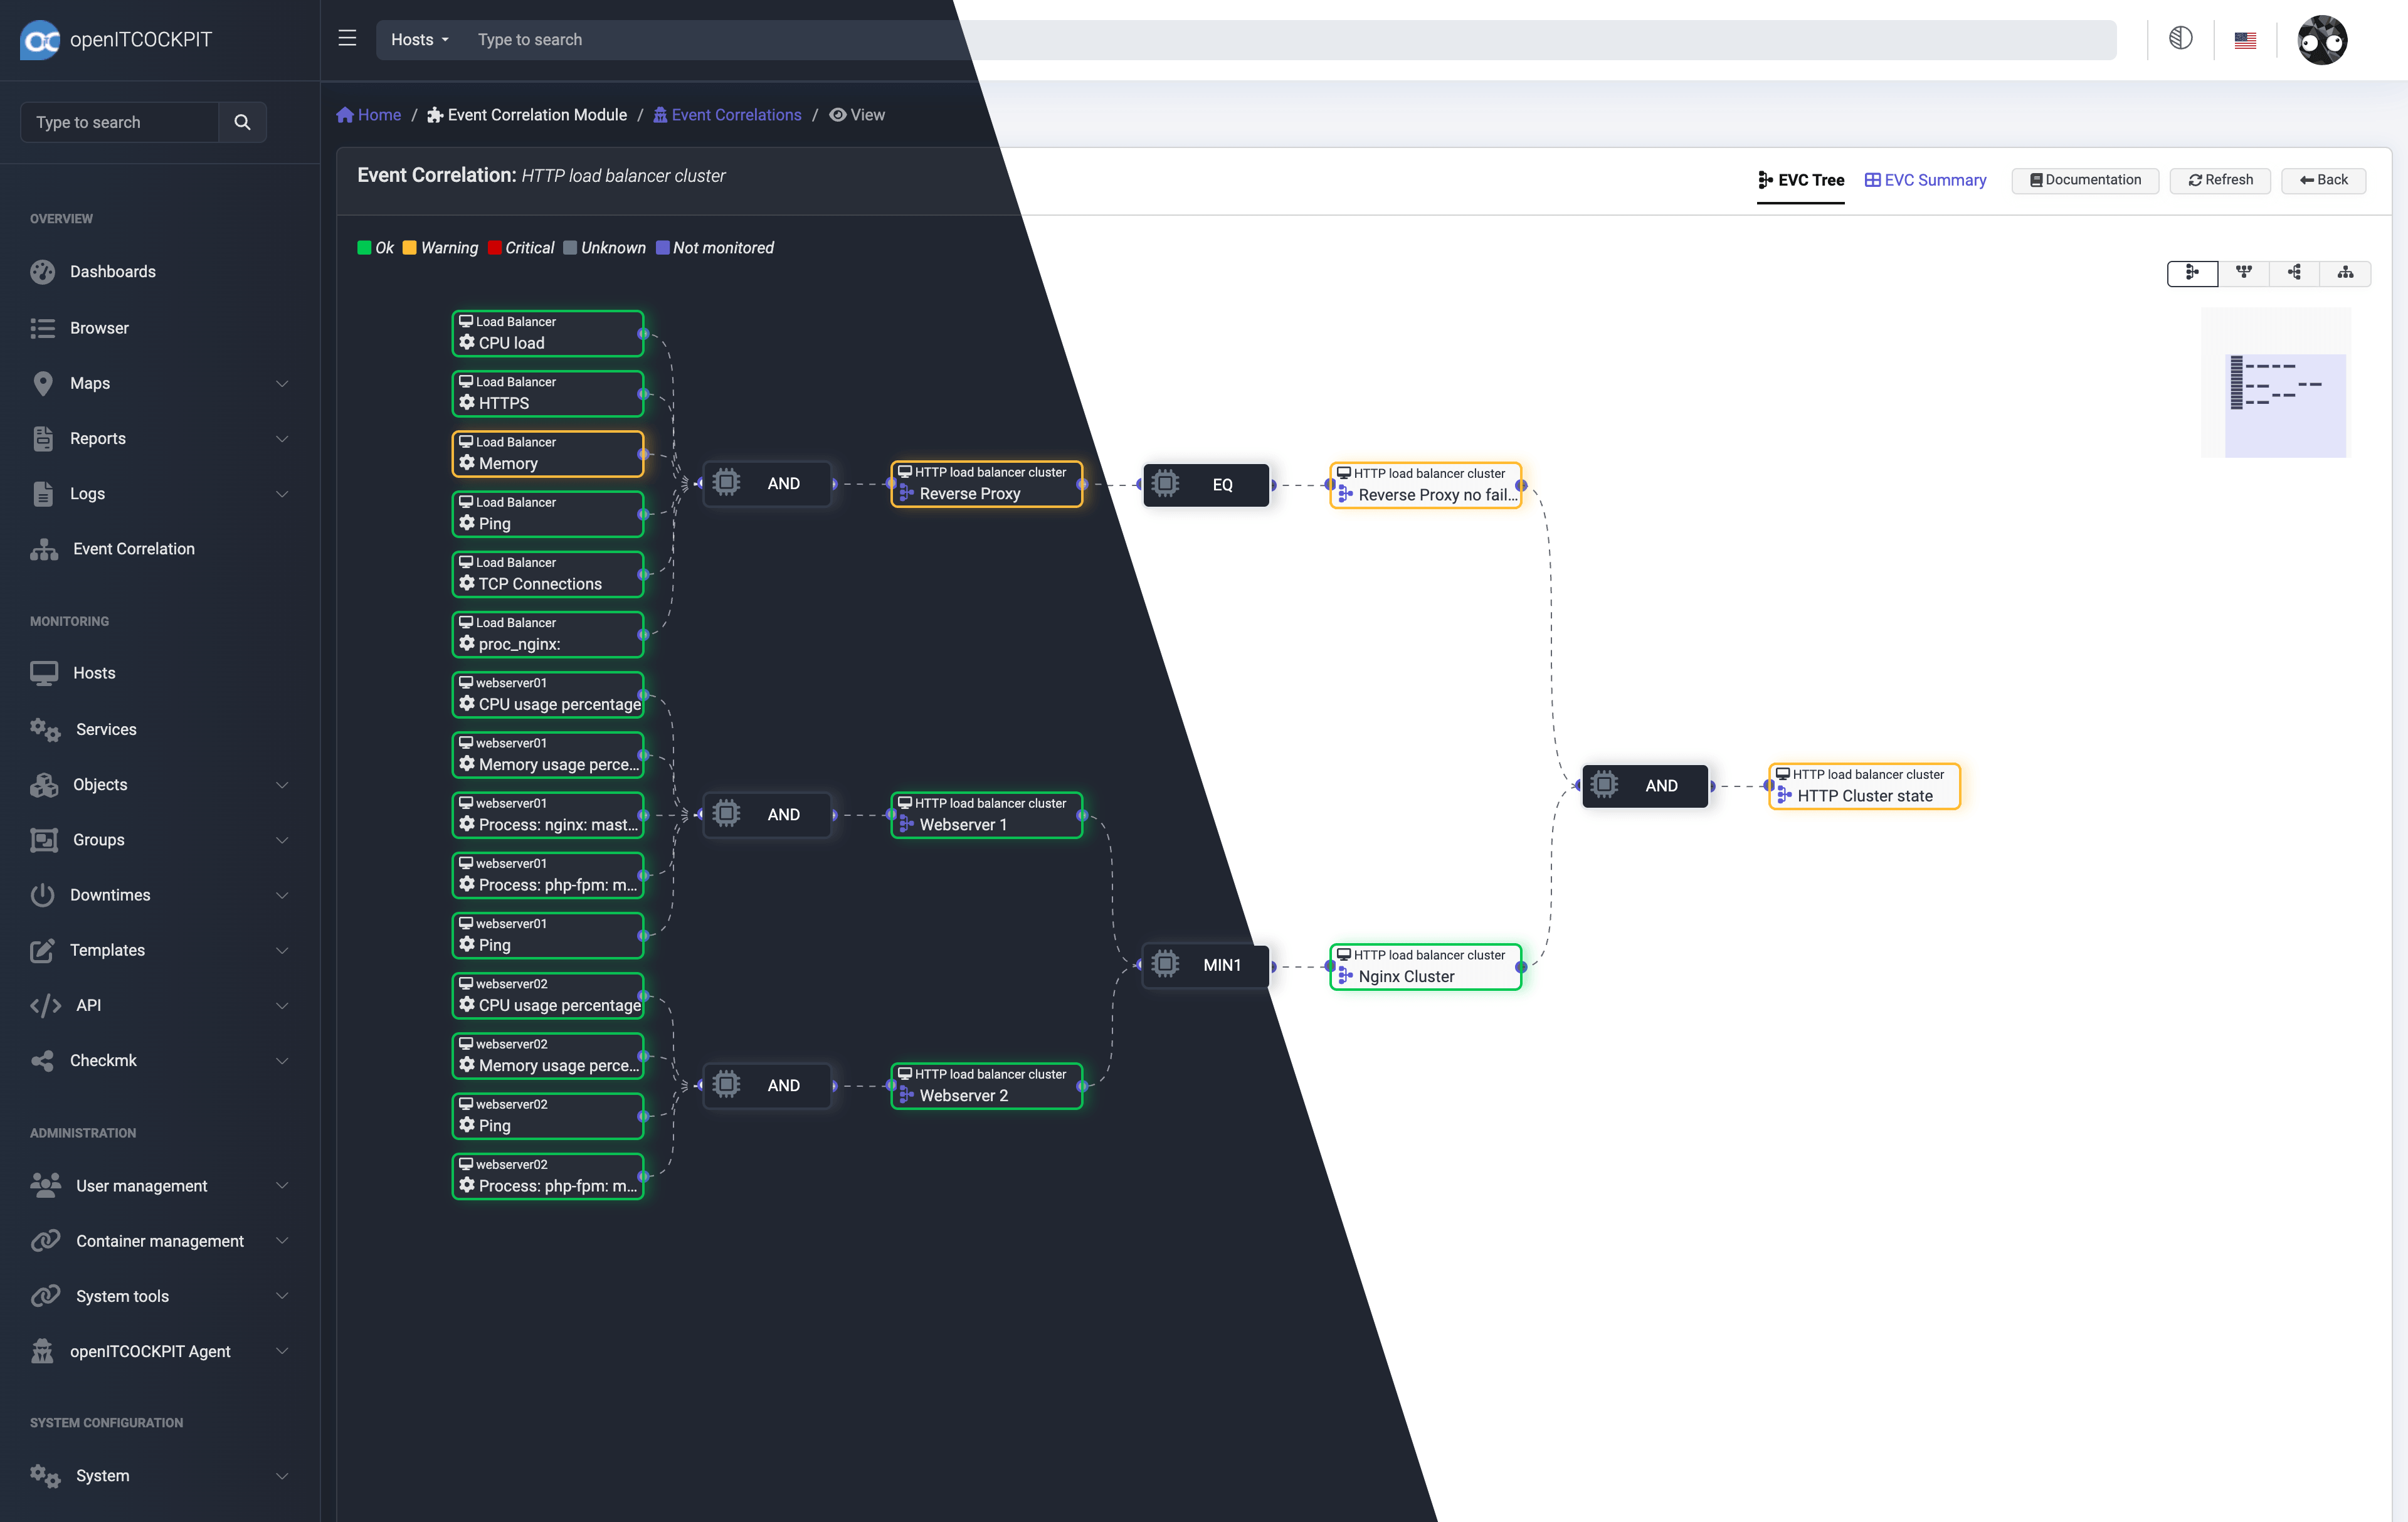 openITCOCKPIT
Hosts
Type to search
Type to search
Home / Event Correlation Module / Event Correlations / View
Event Correlation: HTTP load balancer cluster
EVC Tree
EVC Summary
Documentation
Refresh
Back
Ok
Warning
Critical
Unknown
Not monitored
OVERVIEW
Dashboards
Browser
Maps
Reports
Logs
Event Correlation
MONITORING
Hosts
Services
Objects
Groups
Downtimes
Templates
API
Checkmk
ADMINISTRATION
User management
Container management
System tools
openITCOCKPIT Agent
SYSTEM CONFIGURATION
System
Load Balancer
CPU load
Load Balancer
HTTPS
Load Balancer
Memory
Load Balancer
Ping
Load Balancer
TCP Connections
Load Balancer
proc_nginx:
webserver01
CPU usage percentage
webserver01
Memory usage perce...
webserver01
Process: nginx: mast...
webserver01
Process: php-fpm: m...
webserver01
Ping
webserver02
CPU usage percentage
webserver02
Memory usage perce...
webserver02
Ping
webserver02
Process: php-fpm: m...
AND
AND
AND
HTTP load balancer cluster
Reverse Proxy
HTTP load balancer cluster
Webserver 1
HTTP load balancer cluster
Webserver 2
EQ
MIN1
HTTP load balancer cluster
Reverse Proxy no fail...
HTTP load balancer cluster
Nginx Cluster
AND
HTTP load balancer cluster
HTTP Cluster state